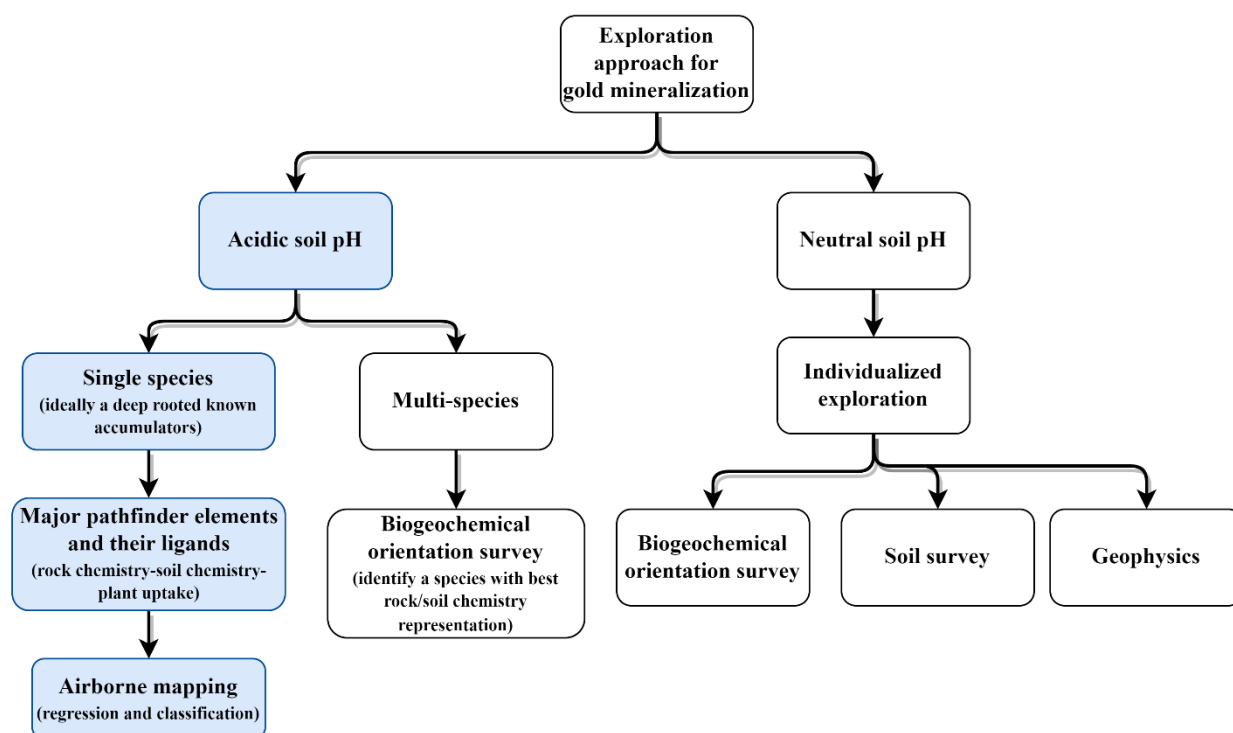 Exploration
approach for
gold mineralization
Acidic soil pH
Neutral soil pH
Single species
(ideally a deep rooted known
accumulators)
Multi-species
Individualized
exploration
Major pathfinder elements
and their ligands
(rock chemistry-soil chemistry-
plant uptake)
Biogeochemical
orientation survey
(identify a species with best
rock/soil chemistry
representation)
Biogeochemical
orientation survey
Soil survey
Geophysics
Airborne mapping
(regression and classification)